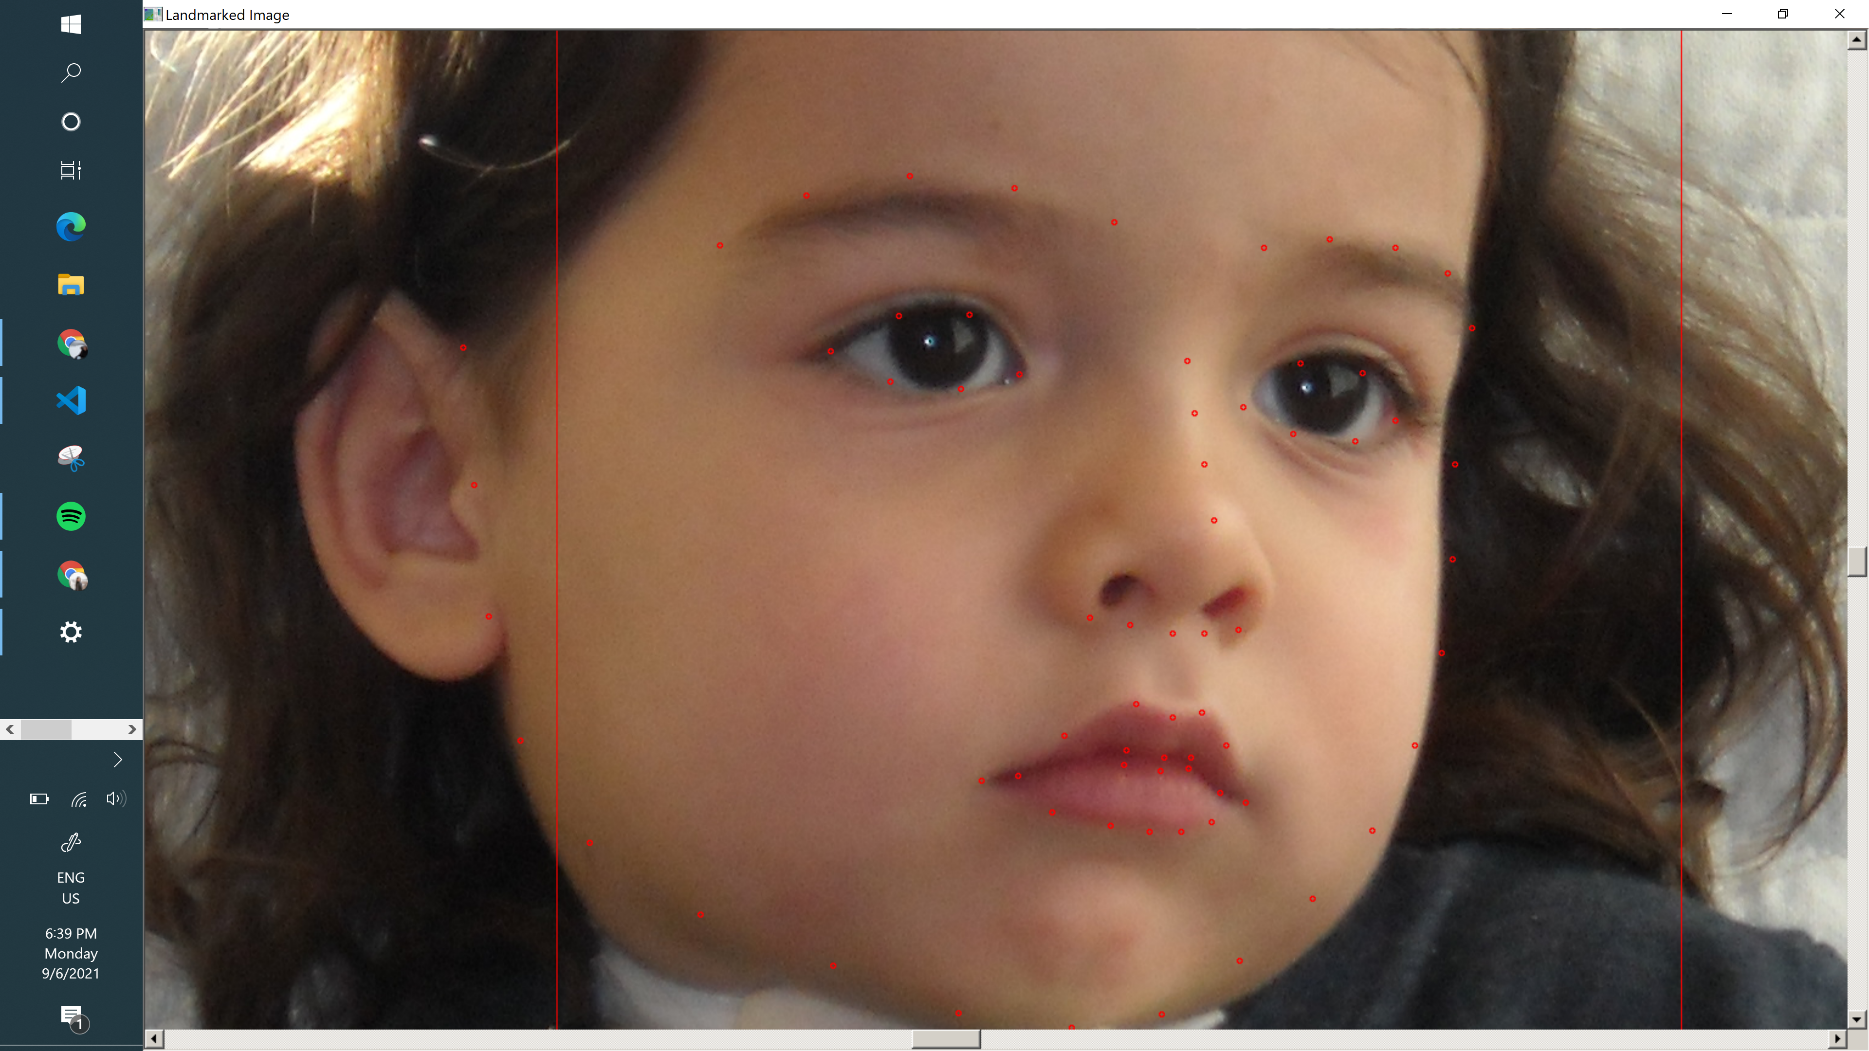 Landmarked Image
ENG
US
6:39 PM
Monday
9/6/2021
1